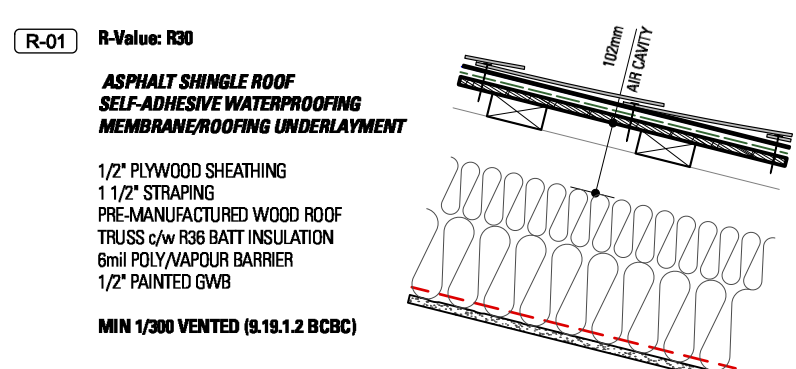 R-01 R-Value: R30
ASPHALT SHINGLE ROOF
SELF-ADHESIVE WATERPROOFING
MEMBRANE/ROOFING UNDERLAYMENT
1/2" PLYWOOD SHEATHING
1 1/2" STRAPING
PRE-MANUFACTURED WOOD ROOF
TRUSS c/w R36 BATT INSULATION
6mil POLY/VAPOUR BARRIER
1/2" PAINTED GWB
MIN 1/300 VENTED (9.19.1.2 BCBC)
102mm
AIR CAVITY